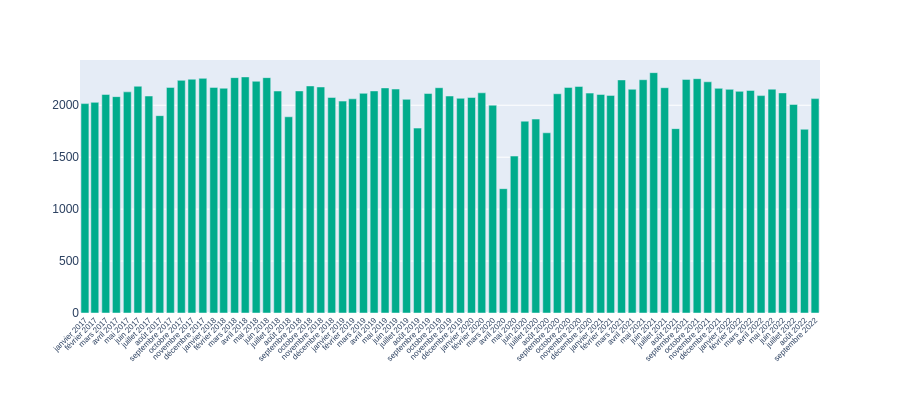 2000
1500
1000
500
0
janvier 2017
février 2017
mars 2017
avril 2017
mai 2017
juin 2017
juillet 2017
août 2017
septembre 2017
octobre 2017
novembre 2017
décembre 2017
janvier 2018
février 2018
mars 2018
avril 2018
mai 2018
juin 2018
juillet 2018
août 2018
septembre 2018
octobre 2018
novembre 2018
décembre 2018
janvier 2019
février 2019
mars 2019
avril 2019
mai 2019
juin 2019
juillet 2019
août 2019
septembre 2019
octobre 2019
novembre 2019
décembre 2019
janvier 2020
février 2020
mars 2020
avril 2020
mai 2020
juin 2020
juillet 2020
août 2020
septembre 2020
octobre 2020
novembre 2020
décembre 2020
janvier 2021
février 2021
mars 2021
avril 2021
mai 2021
juin 2021
juillet 2021
août 2021
septembre 2021
octobre 2021
novembre 2021
décembre 2021
janvier 2022
février 2022
mars 2022
avril 2022
mai 2022
juin 2022
juillet 2022
août 2022
septembre 2022